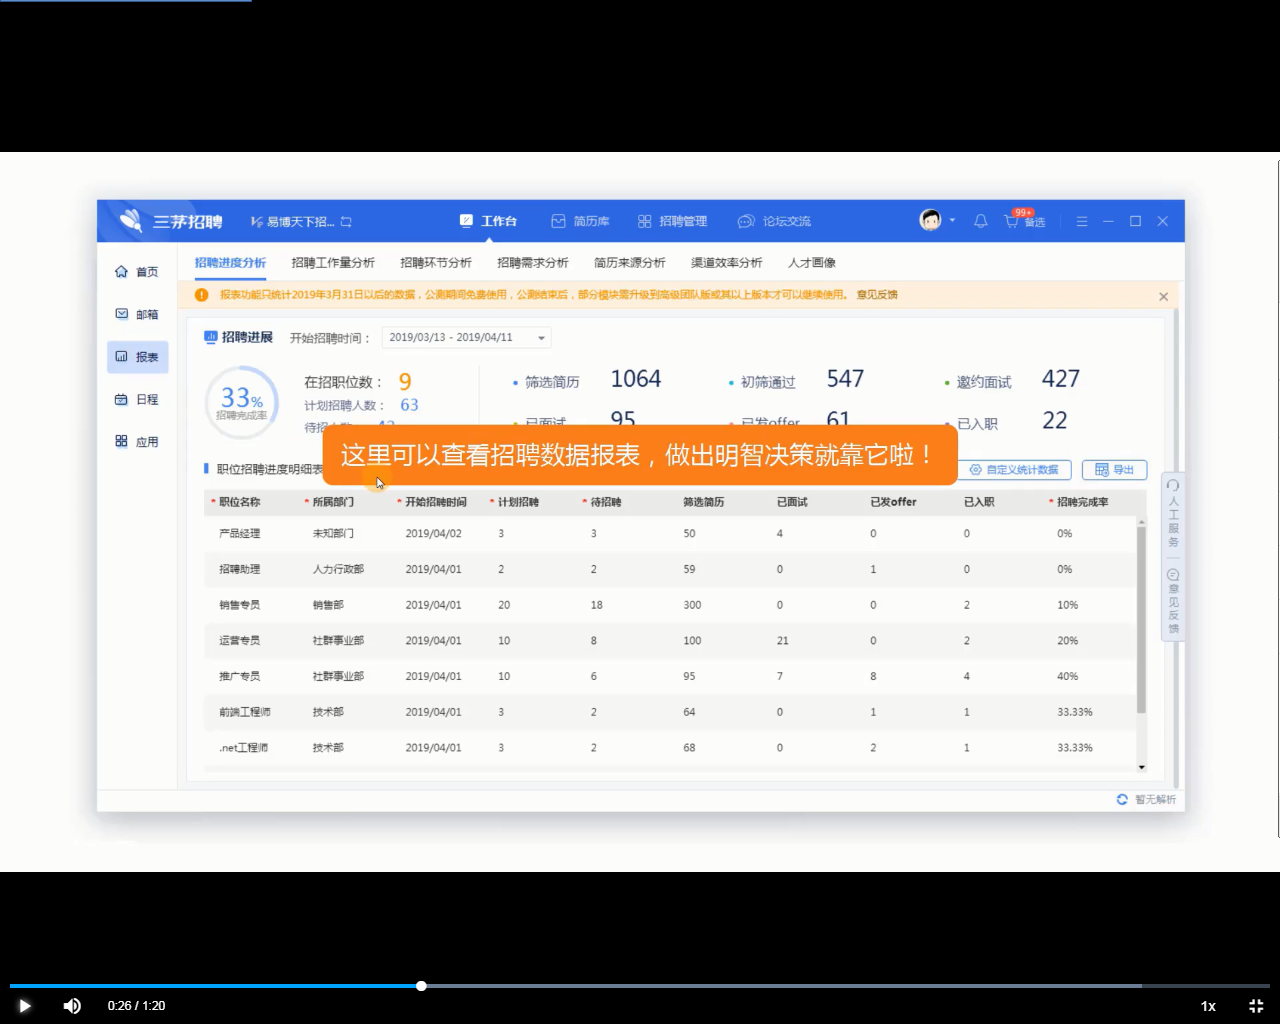 三茅招聘 易博天下招... 工作台 简历库 招聘管理 论坛交流 99+ 备选
首页
邮箱
报表
日程
应用
招聘进度分析 招聘工作量分析 招聘环节分析 招聘需求分析 简历来源分析 渠道效率分析 人才画像
报表功能只统计2019年3月31日以后的数据，公测期间免费使用，公测结束后，部分模块需升级到高级团队版或其以上版本才可以继续使用。 意见反馈
招聘进展 开始招聘时间： 2019/03/13 - 2019/04/11
33%
招聘完成率
在招职位数： 9
计划招聘人数： 63
筛选简历 1064 初筛通过 547 邀约面试 427
已面试 95 已发offer 61 已入职 22
这里可以查看招聘数据报表，做出明智决策就靠它啦！
职位招聘进度明细表 自定义统计数据 导出
* 职位名称 * 所属部门 * 开始招聘时间 * 计划招聘 * 待招聘 筛选简历 已面试 已发offer 已入职 * 招聘完成率
产品经理 未知部门 2019/04/02 3 3 50 4 0 0 0%
招聘助理 人力行政部 2019/04/01 2 2 59 0 1 0 0%
销售专员 销售部 2019/04/01 20 18 300 0 0 2 10%
运营专员 社群事业部 2019/04/01 10 8 100 21 0 2 20%
推广专员 社群事业部 2019/04/01 10 6 95 7 8 4 40%
前端工程师 技术部 2019/04/01 3 2 64 0 1 1 33.33%
.net工程师 技术部 2019/04/01 3 2 68 0 2 1 33.33%
人工服务
意见反馈
暂无解析
0:26 / 1:20 1x